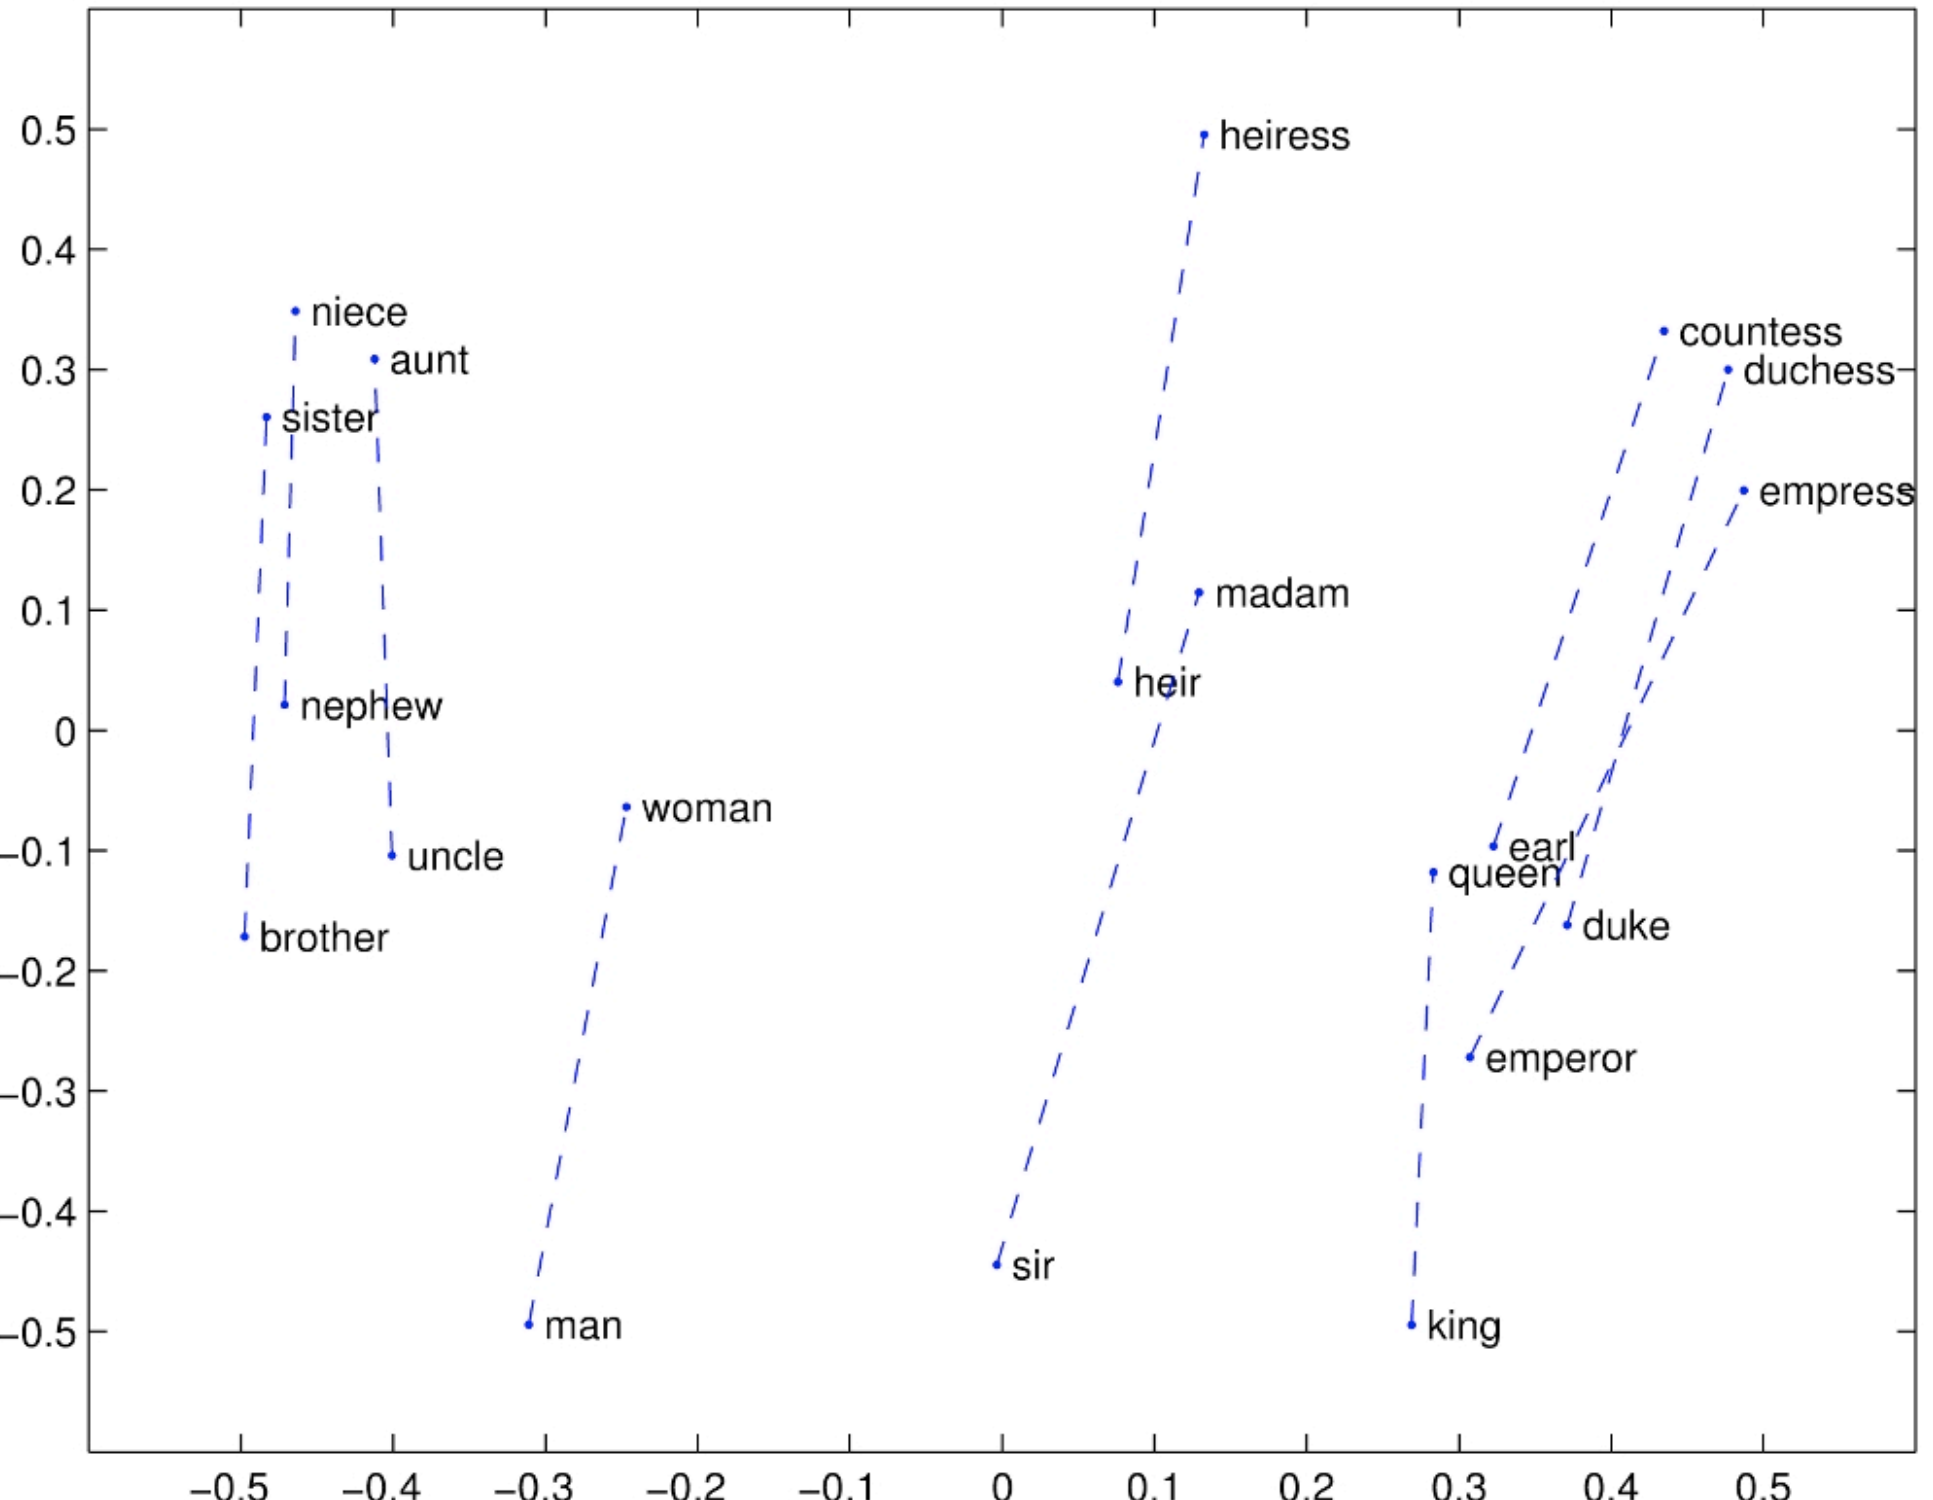 0.5
heiress
0.4
niece
countess
aunt
0.3
duchess
sister
0.2
empress
0.1
madam
heir
nephew
0
woman
−0.1
earl
uncle
queen
duke
brother
−0.2
emperor
−0.3
−0.4
sir
−0.5
man
king
−0.5 −0.4 −0.3 −0.2 −0.1 0 0.1 0.2 0.3 0.4 0.5